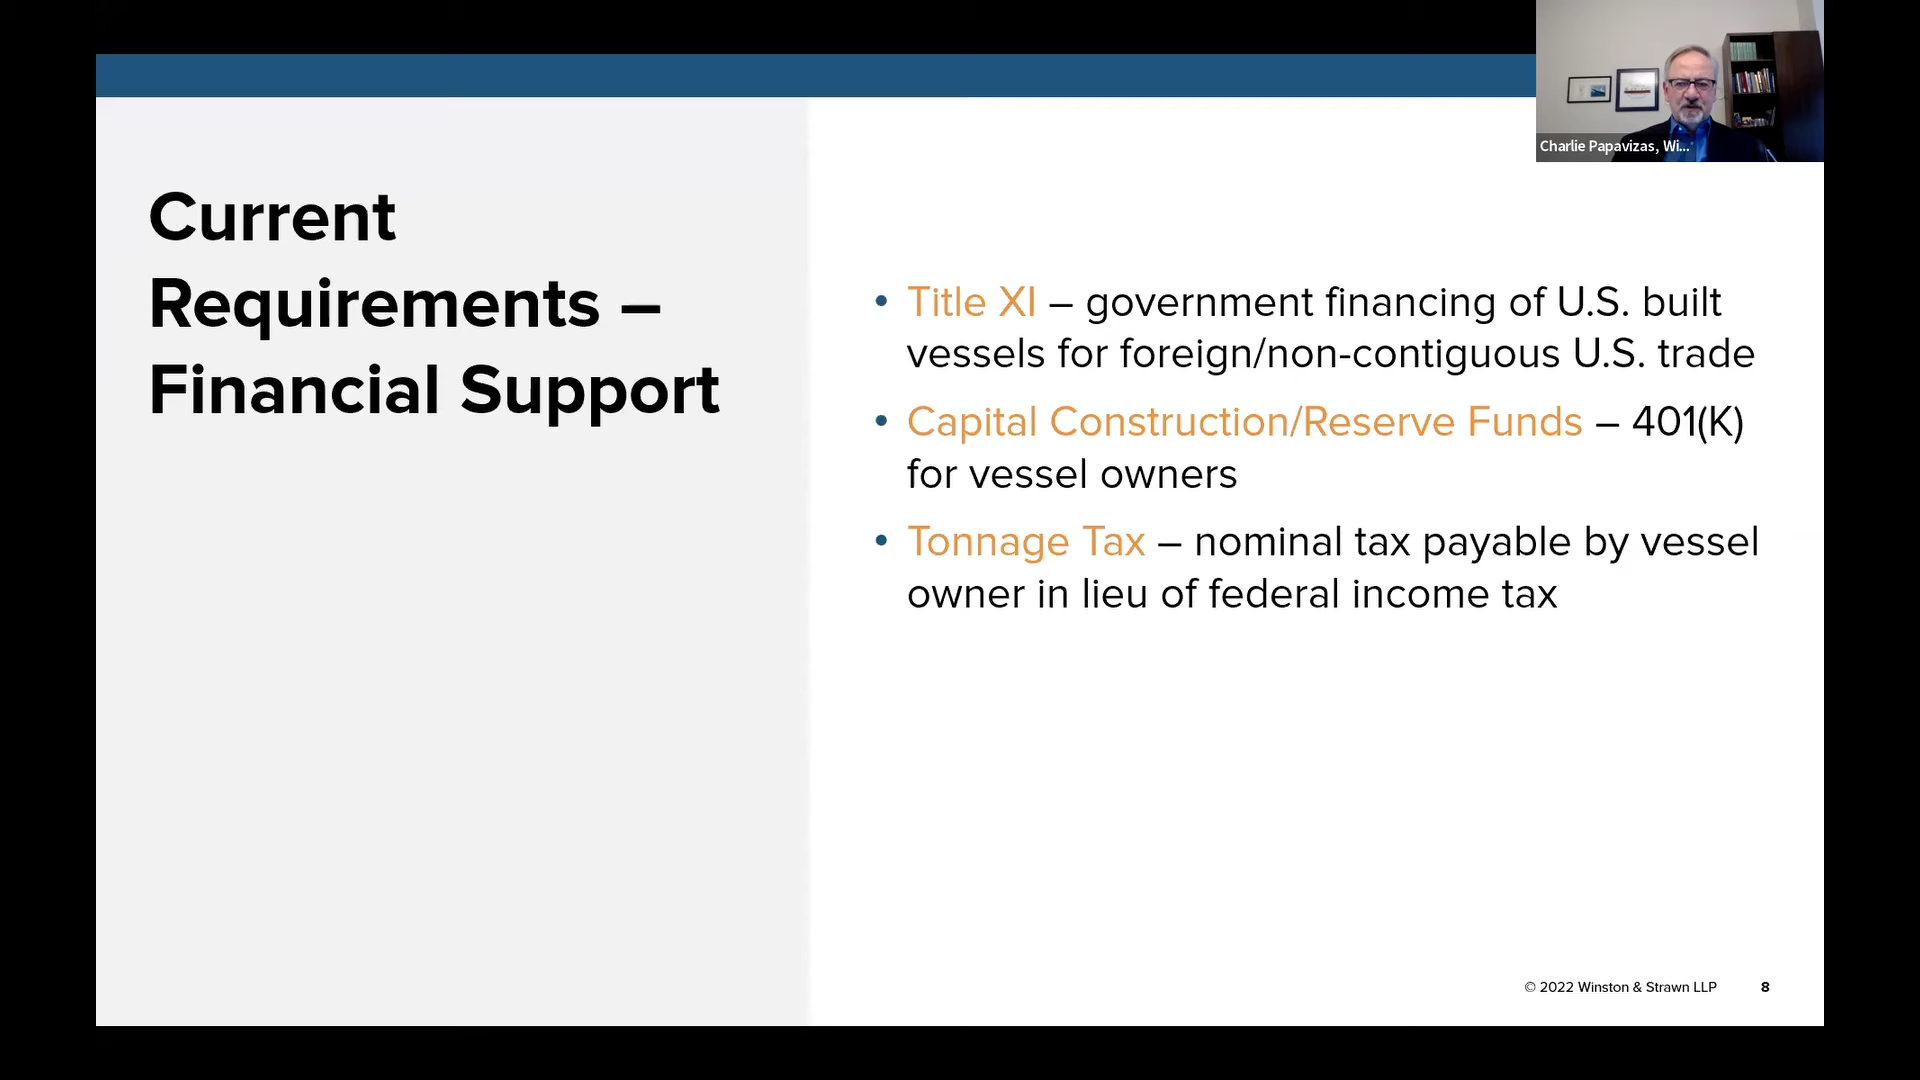 Charlie Papavizas, Wi...
Current
Requirements –
Financial Support
• Title XI – government financing of U.S. built
vessels for foreign/non-contiguous U.S. trade
• Capital Construction/Reserve Funds – 401(K)
for vessel owners
• Tonnage Tax – nominal tax payable by vessel
owner in lieu of federal income tax
© 2022 Winston & Strawn LLP 8